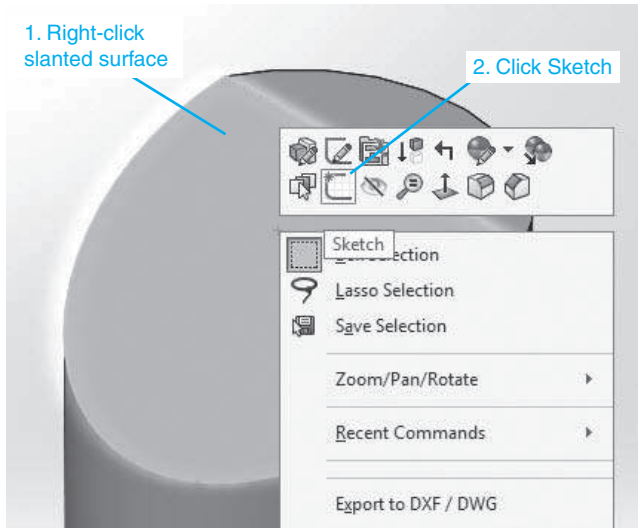 1. Right-click
slanted surface
2. Click Sketch
Sketch
ection
Lasso Selection
Save Selection
Zoom/Pan/Rotate
Recent Commands
Export to DXF / DWG